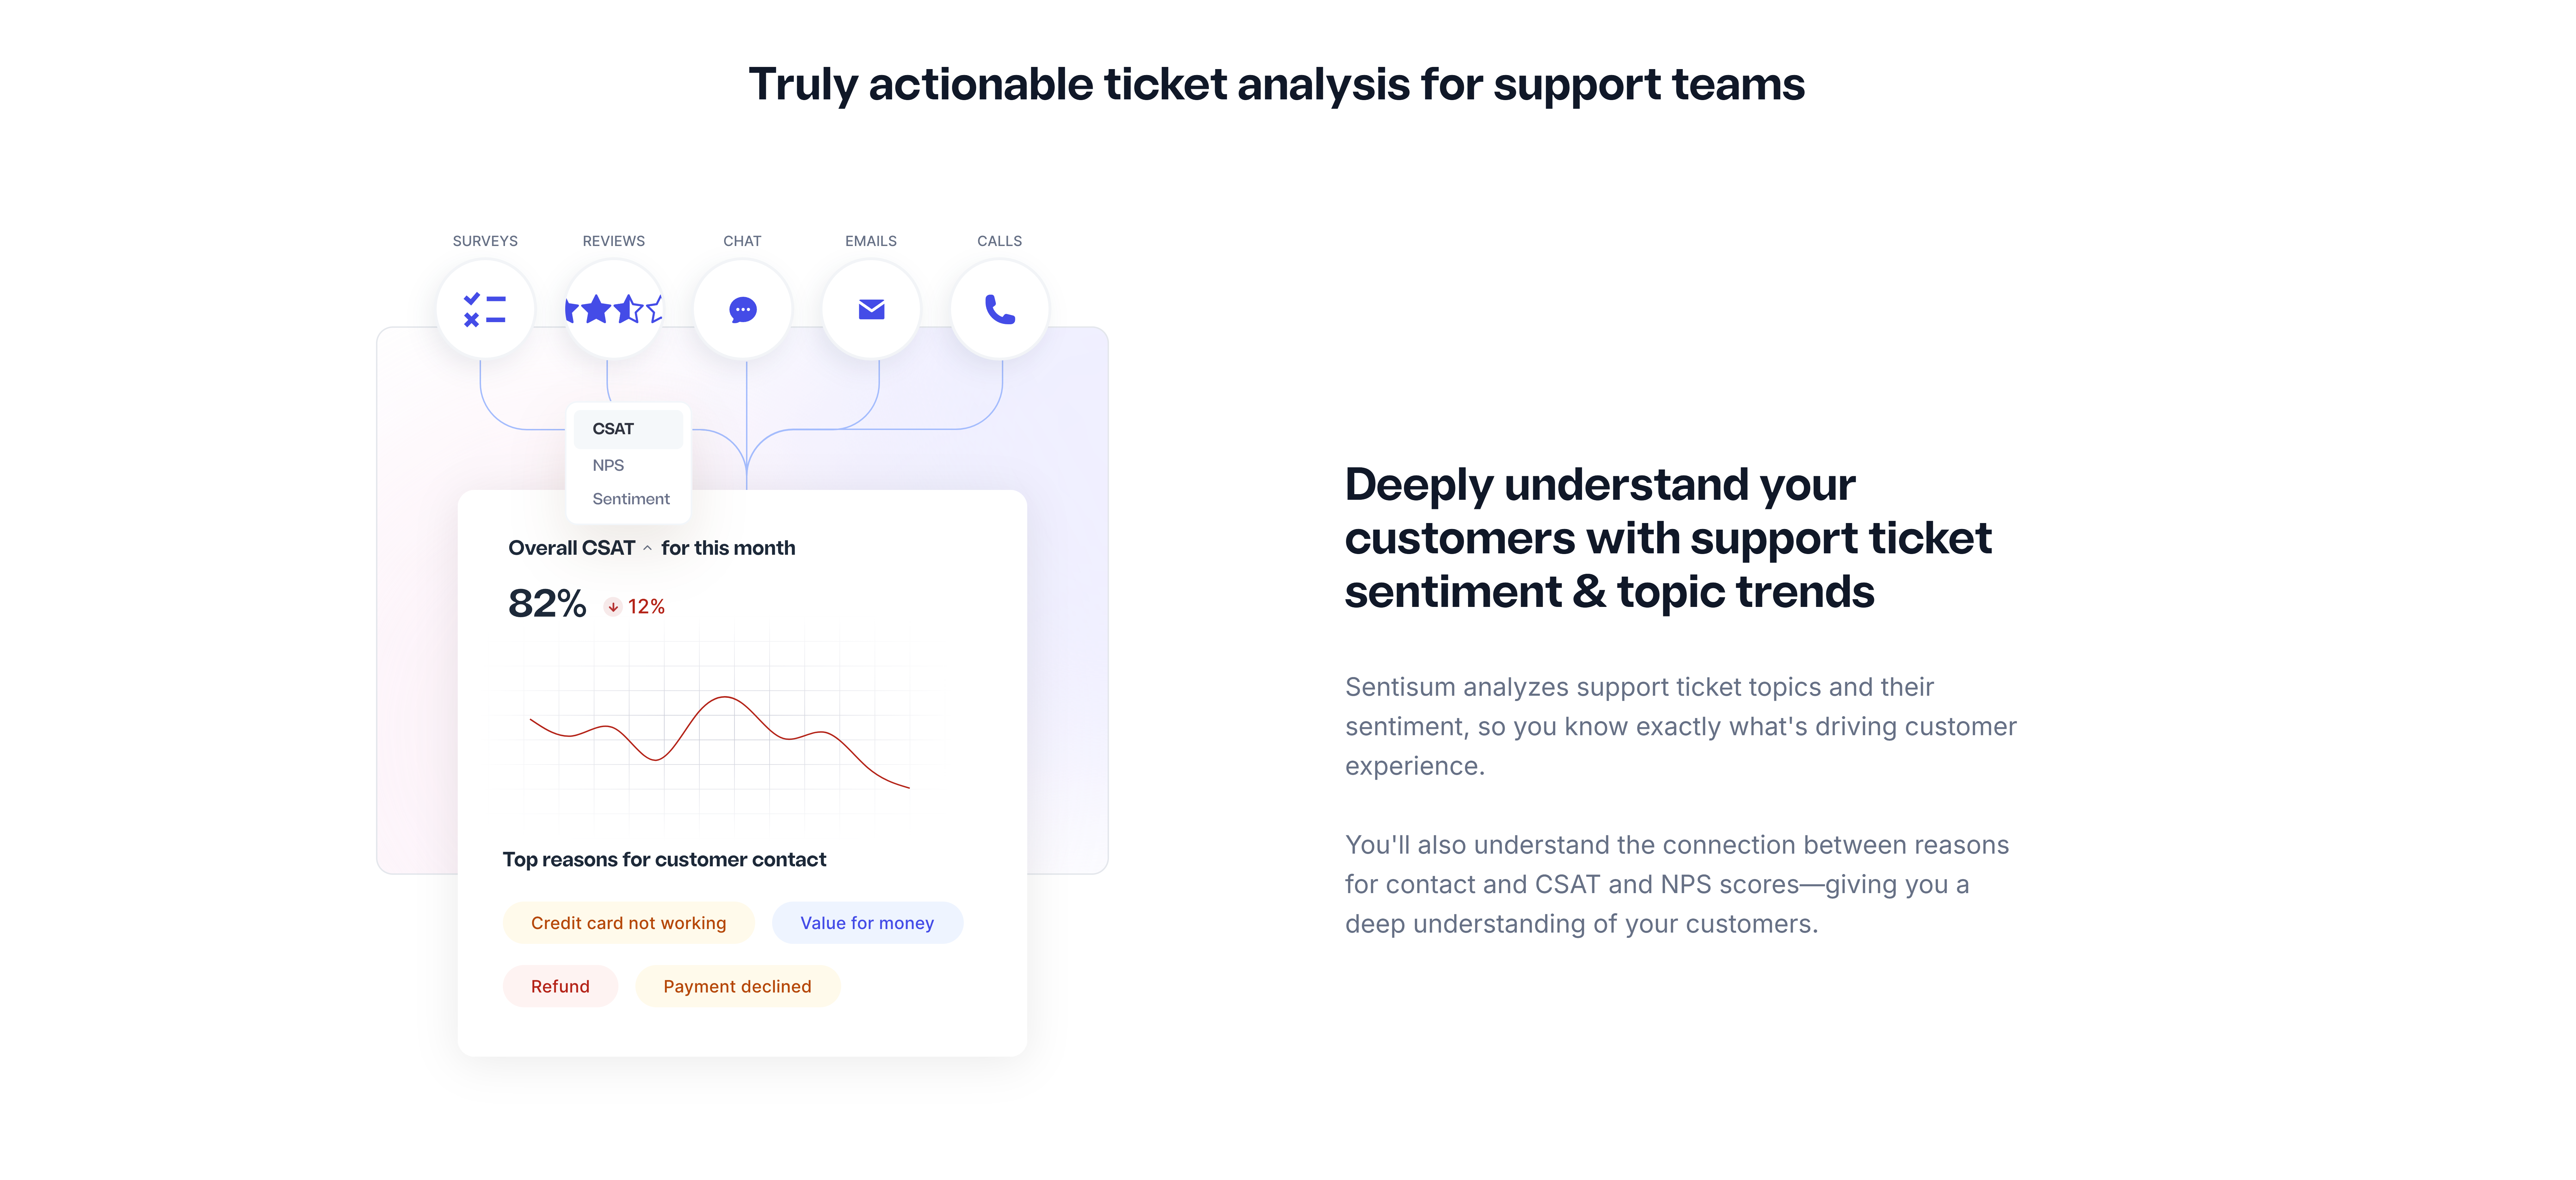 Truly actionable ticket analysis for support teams
SURVEYS
REVIEWS
CHAT
EMAILS
CALLS
CSAT
NPS
Sentiment
Overall CSAT for this month
82%
12%
Top reasons for customer contact
Credit card not working
Value for money
Refund
Payment declined
Deeply understand your
customers with support ticket
sentiment & topic trends
Sentisum analyzes support ticket topics and their
sentiment, so you know exactly what's driving customer
experience.
You'll also understand the connection between reasons
for contact and CSAT and NPS scores—giving you a
deep understanding of your customers.